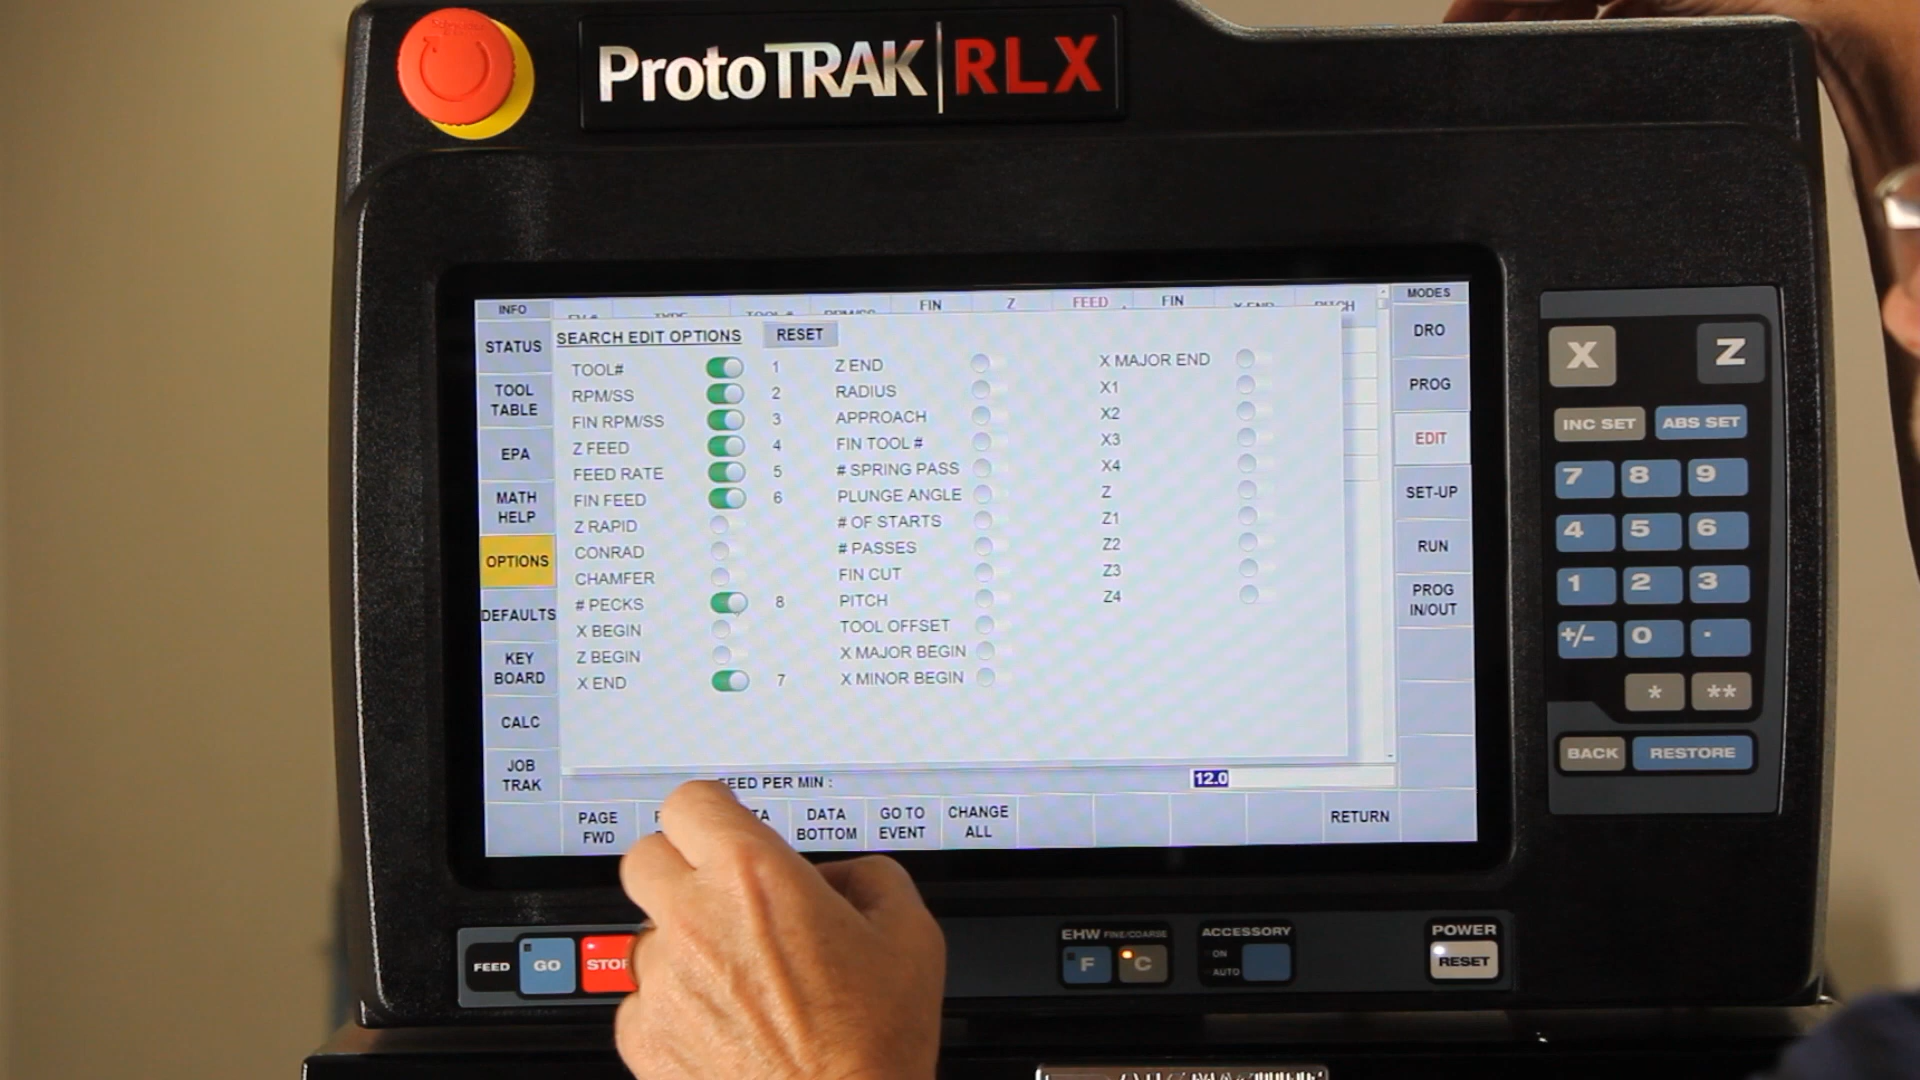 ProtoTRAK RLX
INFO
FIN
Z
FEED
FIN
MODES
SEARCH EDIT OPTIONS
RESET
STATUS
TOOL
TABLE
EPA
MATH
HELP
OPTIONS
DEFAULTS
KEY
BOARD
CALC
JOB
TRAK
TOOL# 1
RPM/SS 2
FIN RPM/SS 3
Z FEED 4
FEED RATE 5
FIN FEED 6
Z RAPID
CONRAD
CHAMFER
# PECKS 8
X BEGIN
Z BEGIN
X END 7
Z END
RADIUS
APPROACH
FIN TOOL #
# SPRING PASS
PLUNGE ANGLE
# OF STARTS
# PASSES
FIN CUT
PITCH
TOOL OFFSET
X MAJOR BEGIN
X MINOR BEGIN
X MAJOR END
X1
X2
X3
X4
Z
Z1
Z2
Z3
Z4
DRO
PROG
EDIT
SET-UP
RUN
PROG
IN/OUT
FEED PER MIN :
12.0
PAGE
FWD
DATA
BOTTOM
GO TO
EVENT
CHANGE
ALL
RETURN
X Z
INC SET ABS SET
7 8 9
4 5 6
1 2 3
+/- 0 .
* **
BACK RESTORE
FEED GO STOP
EHW FINE/COARSE
F C
ACCESSORY
ON
AUTO
POWER
RESET